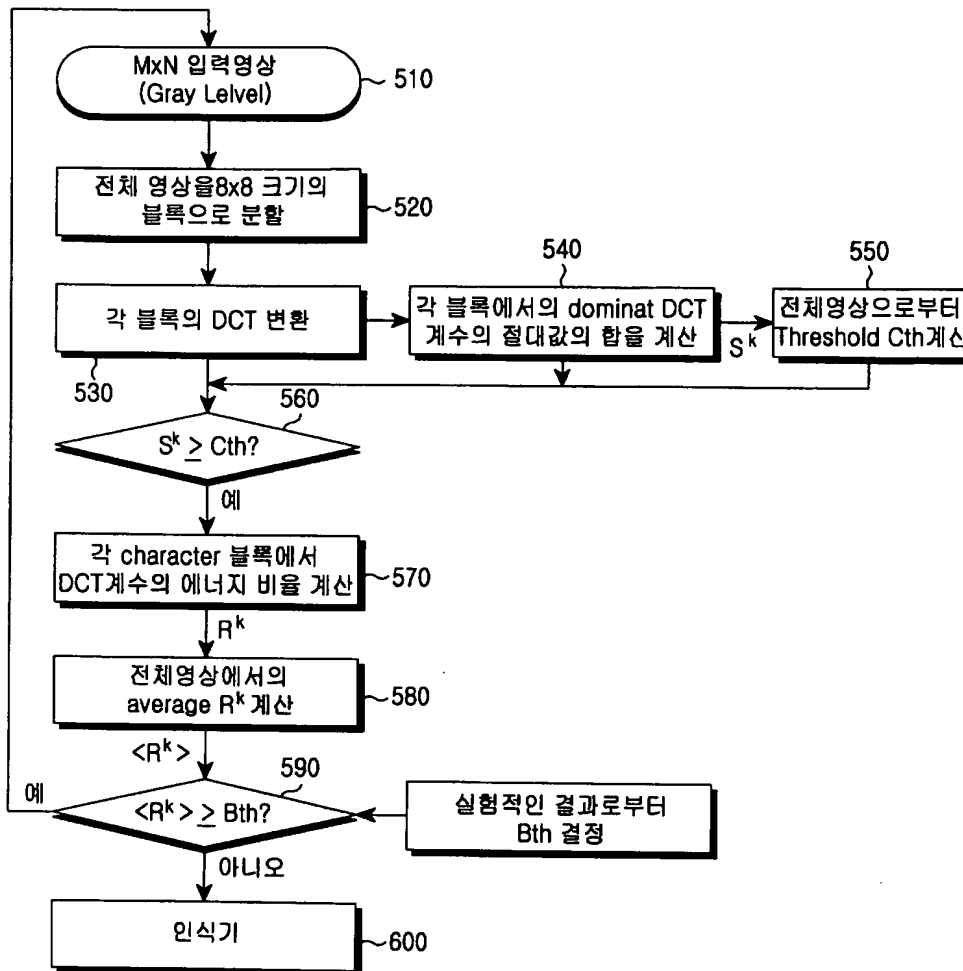 MxN 입력영상
(Gray Lelvel)
510
전체 영상을8x8 크기의
블록으로 분할
520
540
550
각 블록의 DCT 변환
530
각 블록에서의 dominat DCT
계수의 절대값의 합을 계산
S^k
전체영상으로부터
Threshold Cth계산
560
S^k ≥ Cth?
예
각 character 블록에서
DCT계수의 에너지 비율 계산
570
R^k
전체영상에서의
average R^k 계산
580
<R^k>
590
예
<R^k> ≥ Bth?
실험적인 결과로부터
Bth 결정
아니오
인식기
600